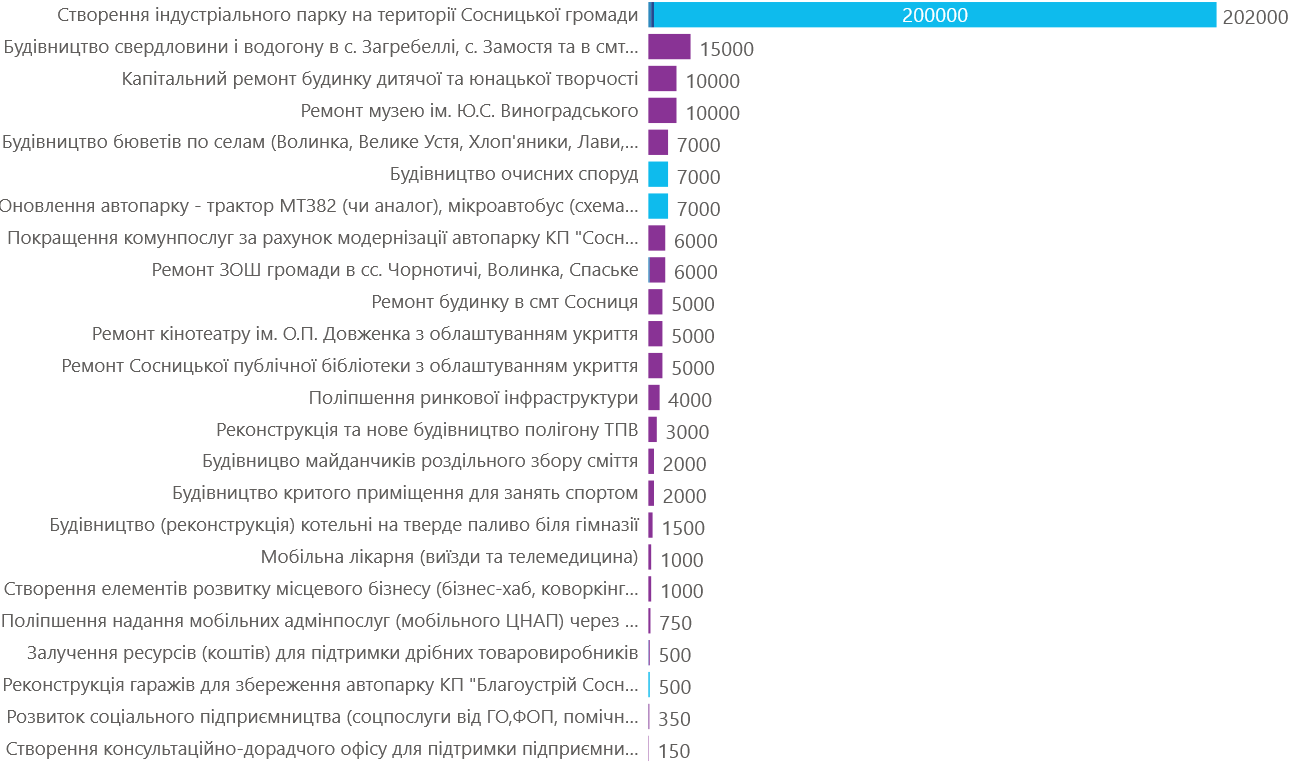 Створення індустріального парку на території Сосницької громади 200000 202000
Будівництво свердловини і водогону в с. Загребеллі, с. Замостя та в смт... 15000
Капітальний ремонт будинку дитячої та юнацької творчості 10000
Ремонт музею ім. Ю.С. Виноградського 10000
Будівництво бюветів по селам (Волинка, Велике Устя, Хлоп'яники, Лави,... 7000
Будівництво очисних споруд 7000
Оновлення автопарку - трактор МТЗ82 (чи аналог), мікроавтобус (схема... 7000
Покращення комунпослуг за рахунок модернізації автопарку КП "Сосн... 6000
Ремонт ЗОШ громади в сс. Чорнотичі, Волинка, Спаське 6000
Ремонт будинку в смт Сосниця 5000
Ремонт кінотеатру ім. О.П. Довженка з облаштуванням укриття 5000
Ремонт Сосницької публічної бібліотеки з облаштуванням укриття 5000
Поліпшення ринкової інфраструктури 4000
Реконструкція та нове будівництво полігону ТПВ 3000
Будівницво майданчиків роздільного збору сміття 2000
Будівництво критого приміщення для занять спортом 2000
Будівництво (реконструкція) котельні на тверде паливо біля гімназії 1500
Мобільна лікарня (виїзди та телемедицина) 1000
Створення елементів розвитку місцевого бізнесу (бізнес-хаб, коворкінг... 1000
Поліпшення надання мобільних адмінпослуг (мобільного ЦНАП) через ... 750
Залучення ресурсів (коштів) для підтримки дрібних товаровиробників 500
Реконструкція гаражів для збереження автопарку КП "Благоустрій Сосн... 500
Розвиток соціального підприємництва (соцпослуги від ГО,ФОП, помічн... 350
Створення консультаційно-дорадчого офісу для підтримки підприємни... 150